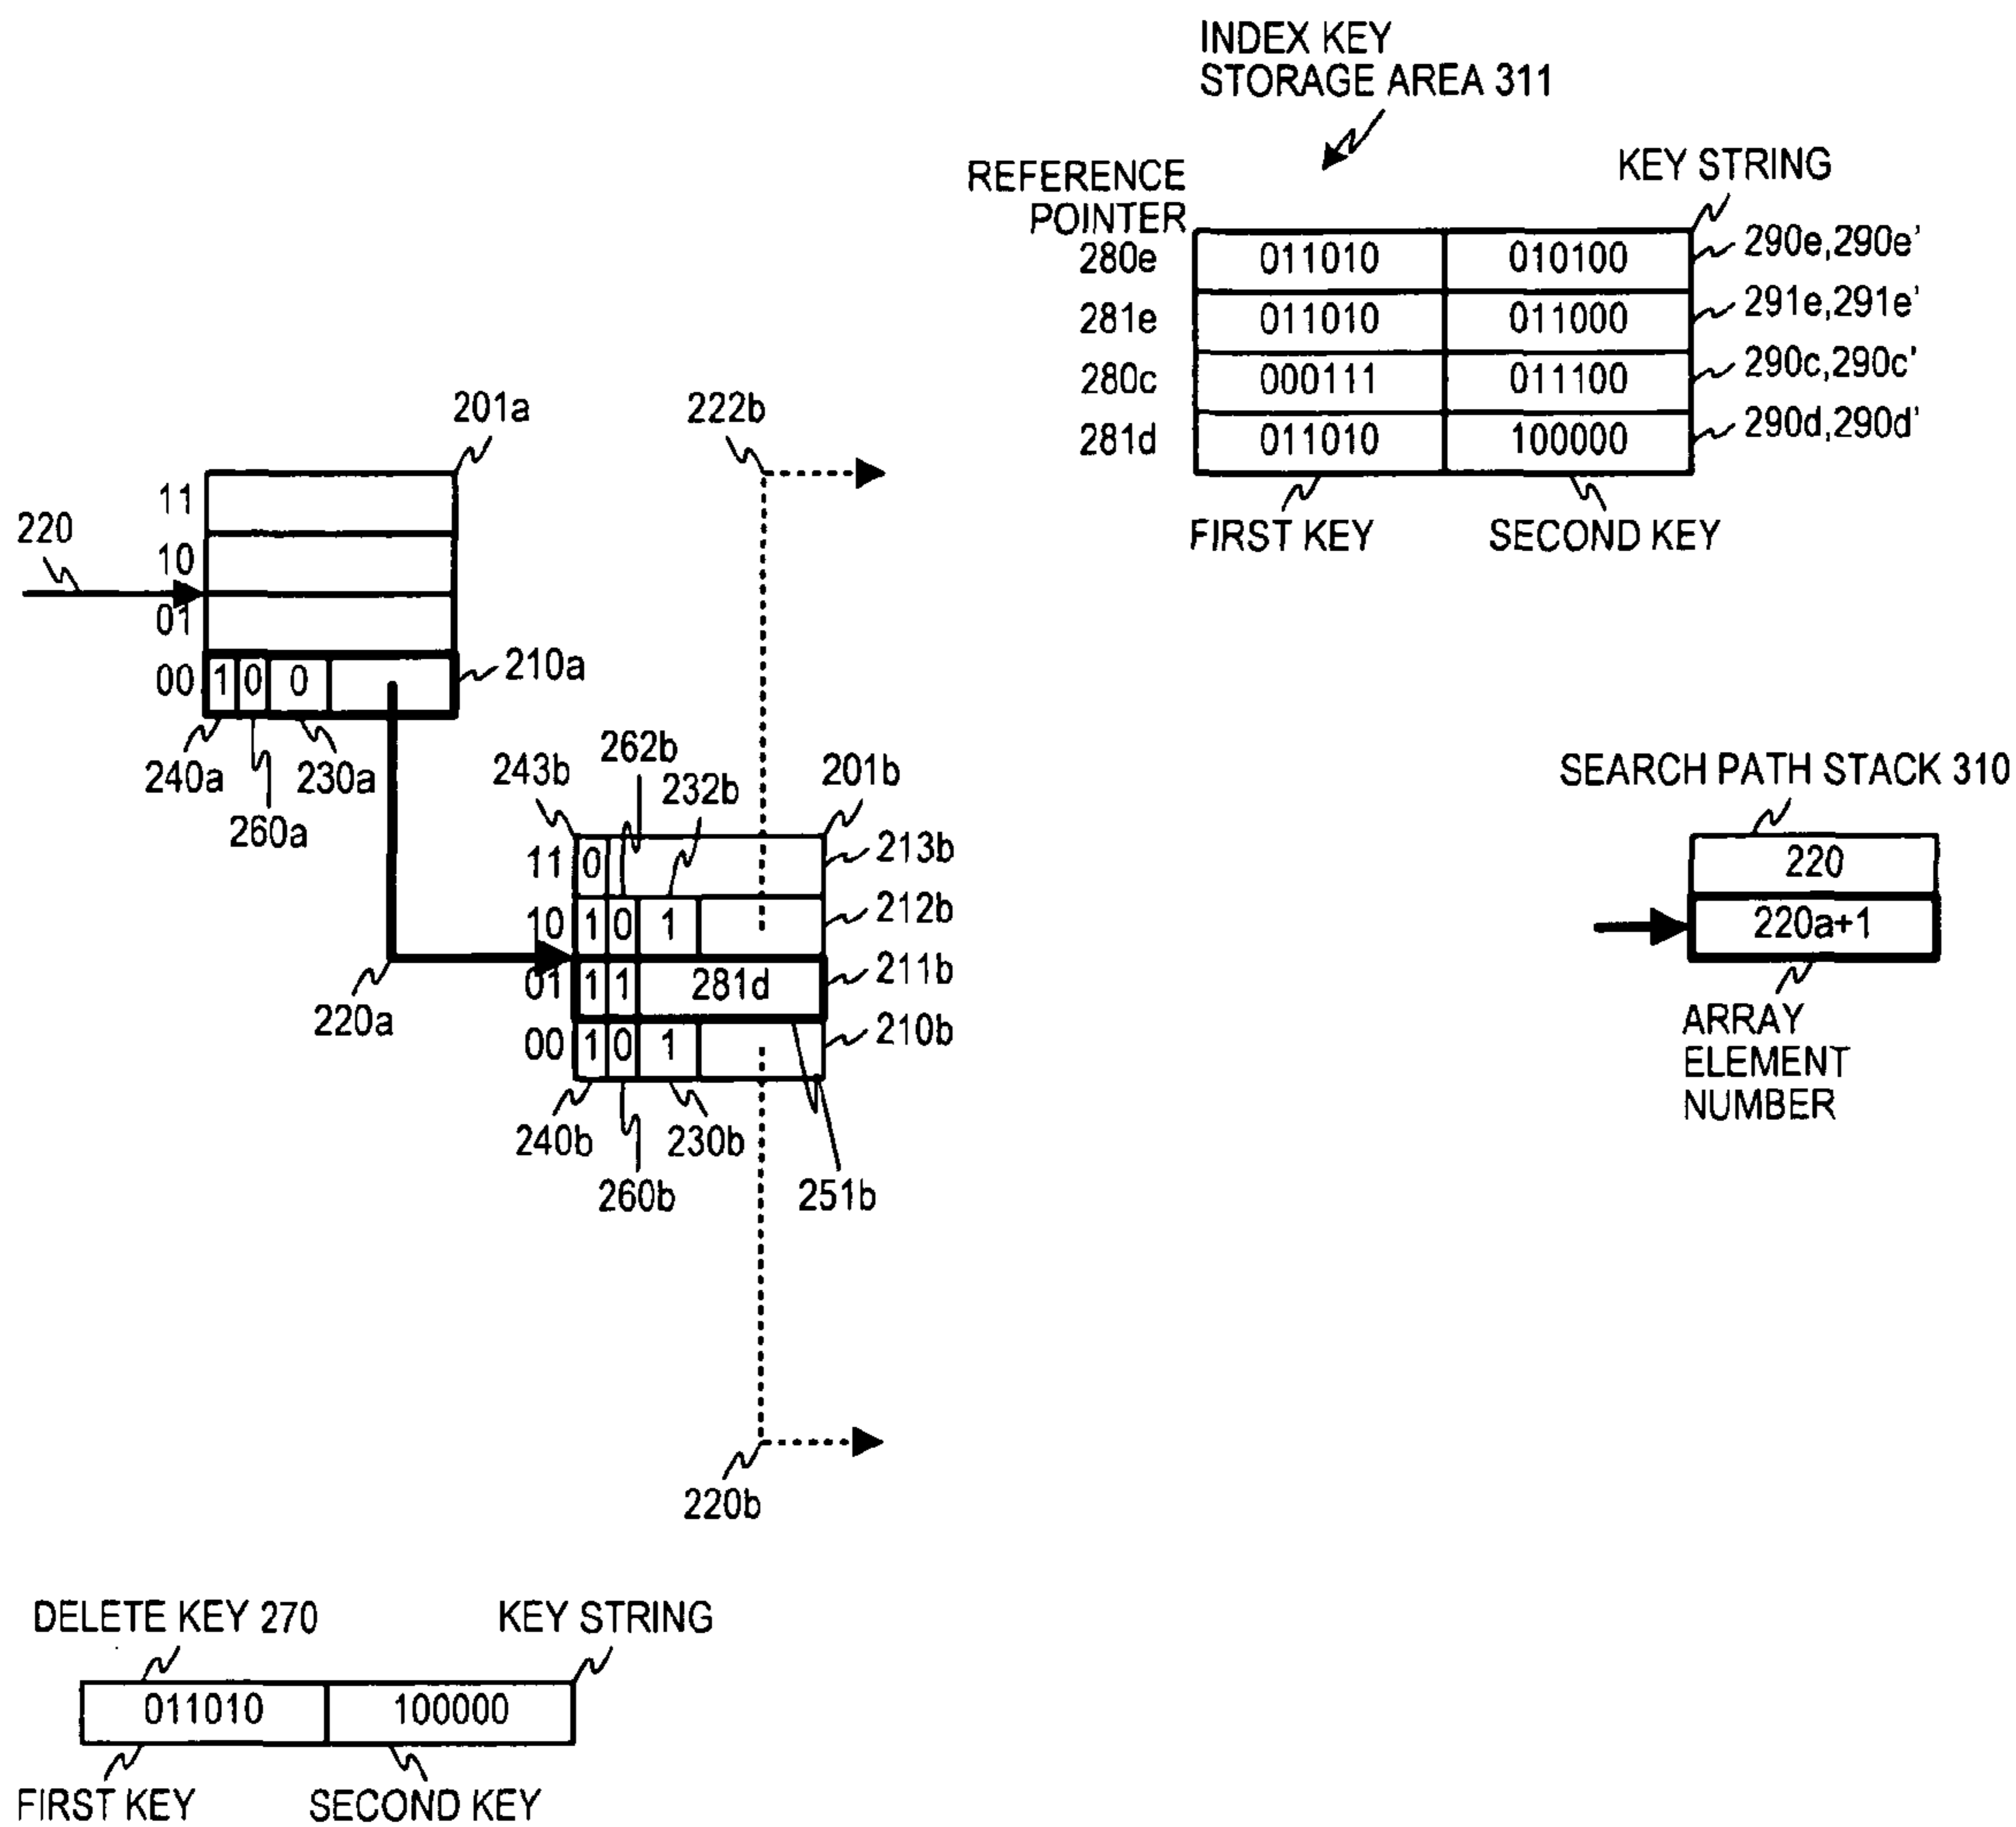 INDEX KEY
STORAGE AREA 311
REFERENCE
POINTER
KEY STRING
280e 011010 010100 290e,290e'
281e 011010 011000 291e,291e'
280c 000111 011100 290c,290c'
281d 011010 100000 290d,290d'
FIRST KEY SECOND KEY
201a
222b
220
11
10
01
00 1 0 0 210a
240a 230a
260a
243b 262b 232b 201b
11 0 213b
10 1 0 1 212b
01 1 1 281d 211b
00 1 0 1 210b
220a
240b 230b
260b 251b
220b
SEARCH PATH STACK 310
220
220a+1
ARRAY
ELEMENT
NUMBER
DELETE KEY 270 KEY STRING
011010 100000
FIRST KEY SECOND KEY